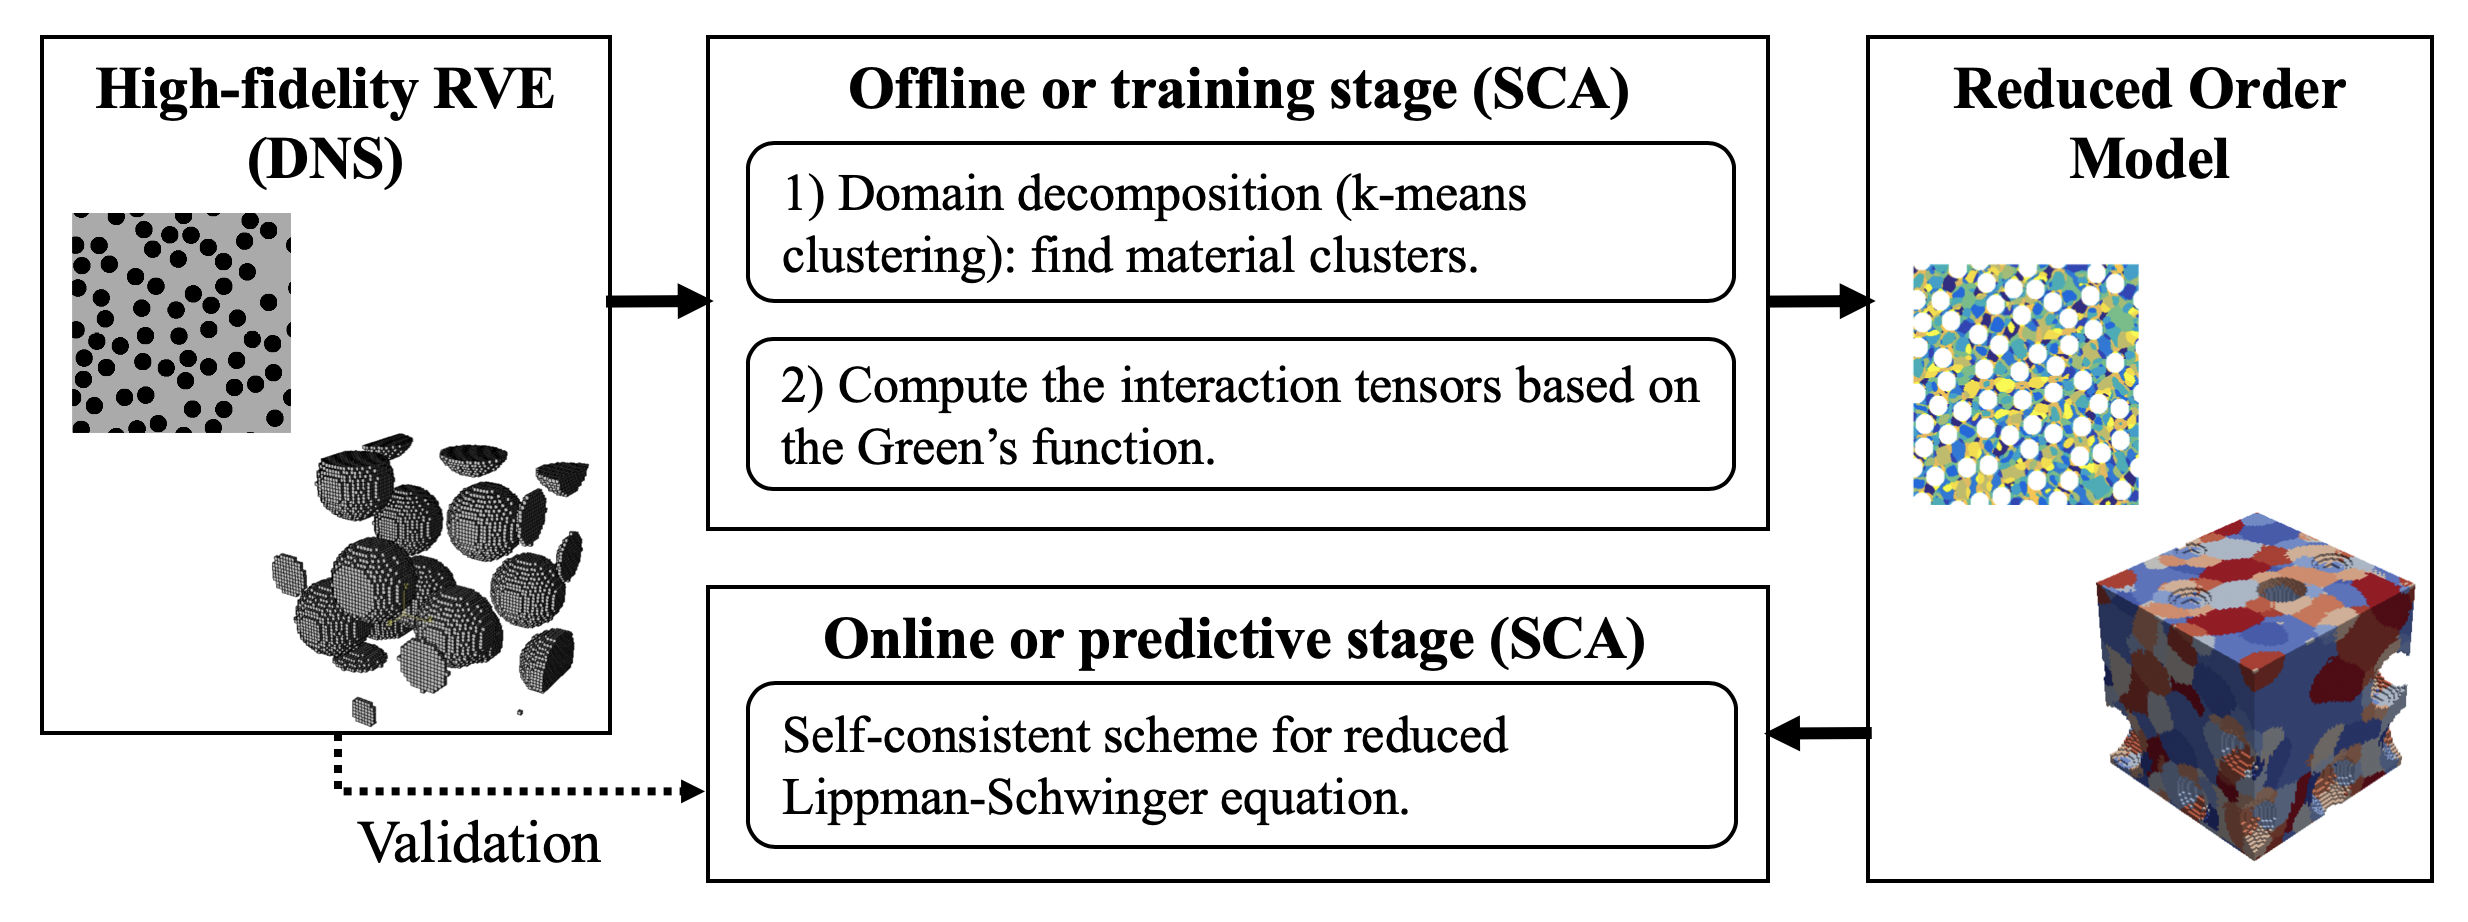 High-fidelity RVE
(DNS)
Offline or training stage (SCA)
1) Domain decomposition (k-means
clustering): find material clusters.
2) Compute the interaction tensors based on
the Green’s function.
Reduced Order
Model
Online or predictive stage (SCA)
Self-consistent scheme for reduced
Lippman-Schwinger equation.
Validation